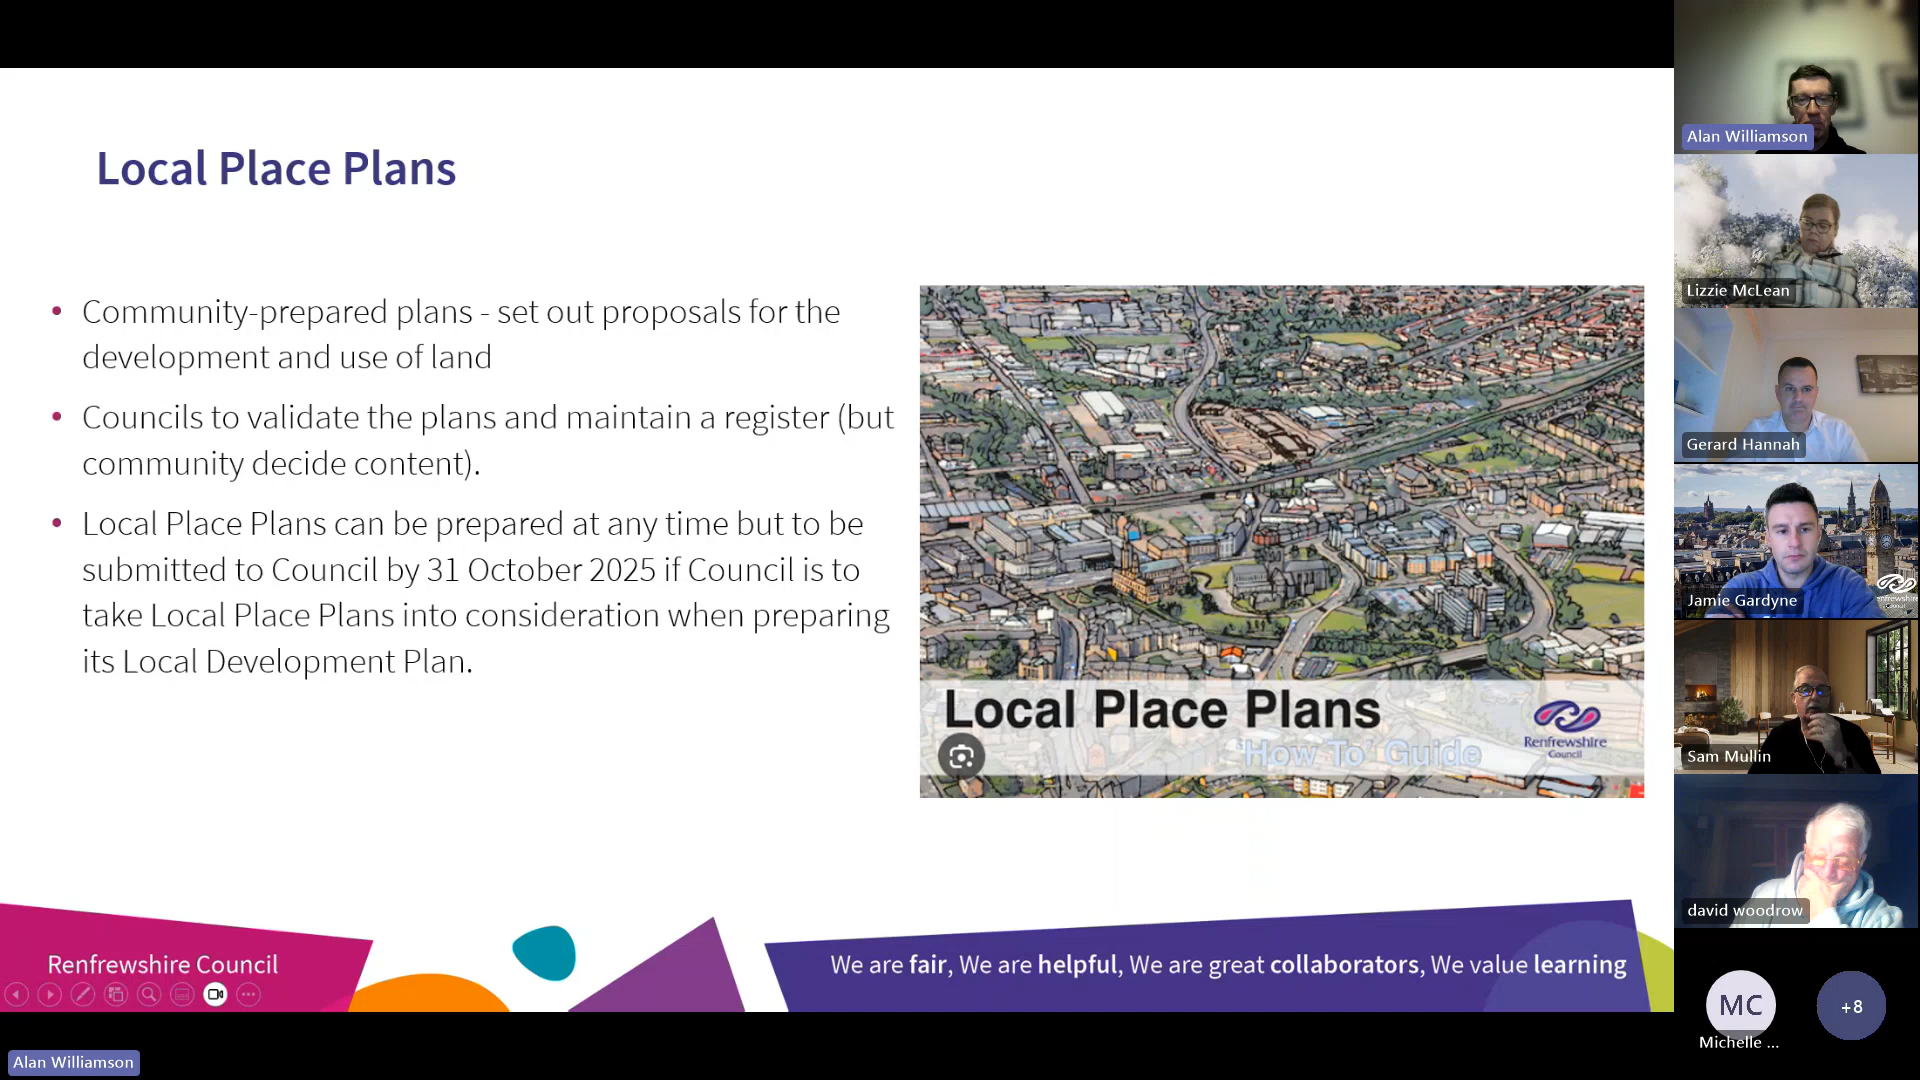 Local Place Plans
Community-prepared plans - set out proposals for the
development and use of land
Councils to validate the plans and maintain a register (but
community decide content).
Local Place Plans can be prepared at any time but to be
submitted to Council by 31 October 2025 if Council is to
take Local Place Plans into consideration when preparing
its Local Development Plan.
Local Place Plans
'How To' Guide
Renfrewshire
Council
Renfrewshire Council
We are fair, We are helpful, We are great collaborators, We value learning
Alan Williamson
Alan Williamson
Lizzie McLean
Gerard Hannah
Jamie Gardyne
Renfrewshire
Council
Sam Mullin
david woodrow
MC
+8
Michelle ...